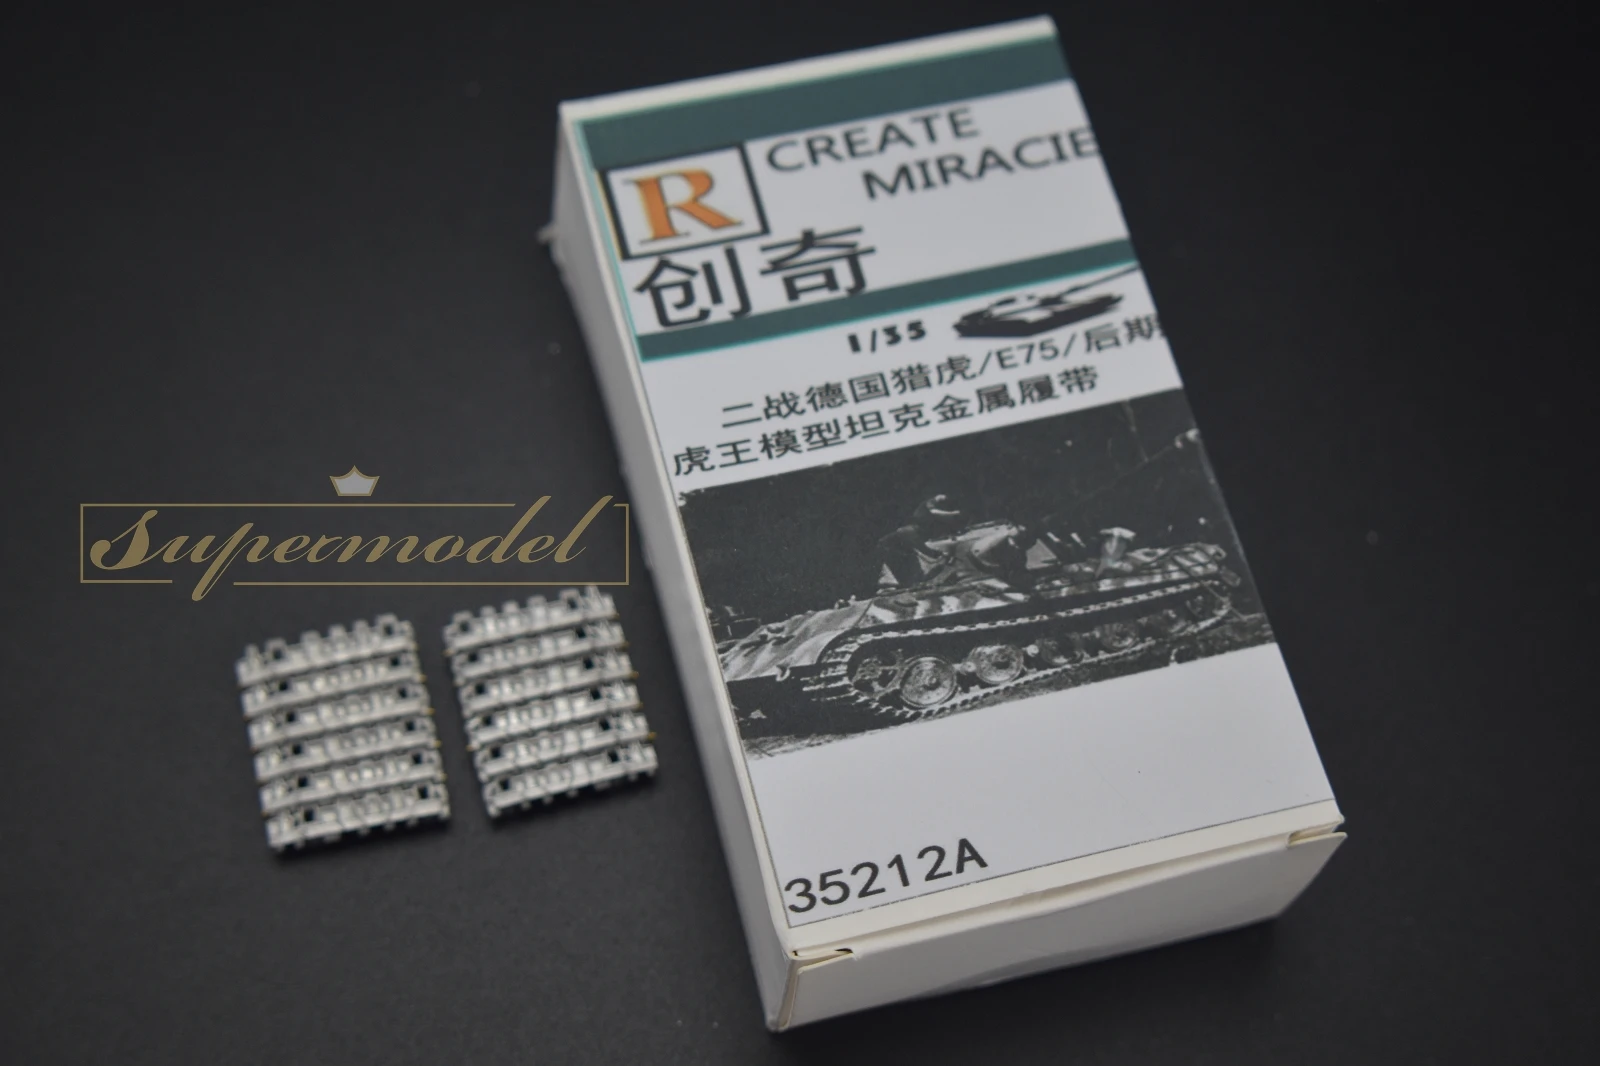 R
CREATE
MIRACIE
创奇
1/35
二战德国猎虎/E75/后期
虎王模型坦克金属履带
35212A
Supermodel